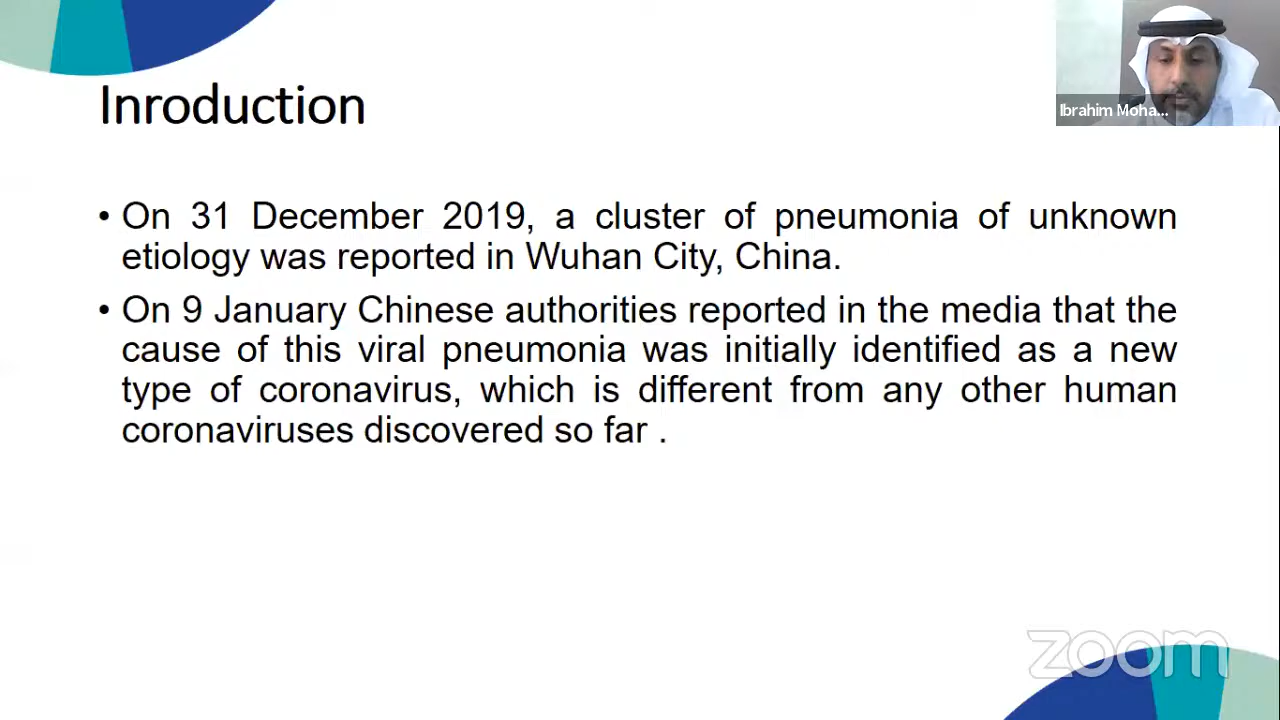 Inroduction
Ibrahim Moha...
• On 31 December 2019, a cluster of pneumonia of unknown
etiology was reported in Wuhan City, China.
• On 9 January Chinese authorities reported in the media that the
cause of this viral pneumonia was initially identified as a new
type of coronavirus, which is different from any other human
coronaviruses discovered so far .
zoom